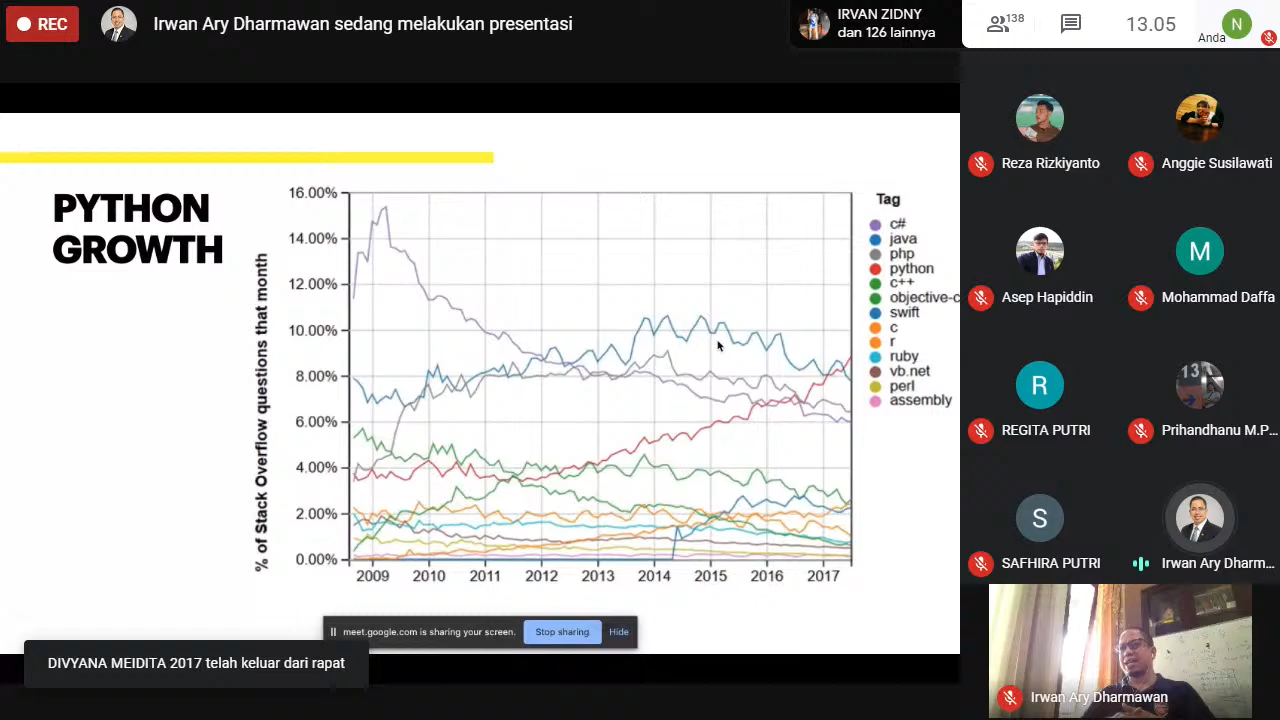 REC
Irwan Ary Dharmawan sedang melakukan presentasi
IRVAN ZIDNY
dan 126 lainnya
138
13.05
Anda
N
PYTHON
GROWTH
% of Stack Overflow questions that month
16.00%
14.00%
12.00%
10.00%
8.00%
6.00%
4.00%
2.00%
0.00%
2009
2010
2011
2012
2013
2014
2015
2016
2017
Tag
c#
java
php
python
c++
objective-c
swift
c
r
ruby
vb.net
perl
assembly
meet.google.com is sharing your screen.
Stop sharing
Hide
DIVYANA MEIDITA 2017 telah keluar dari rapat
Reza Rizkiyanto
Anggie Susilawati
Asep Hapiddin
M
Mohammad Daffa
R
REGITA PUTRI
137
Prihandhanu M.P...
S
SAFHIRA PUTRI
Irwan Ary Dharm...
Irwan Ary Dharmawan